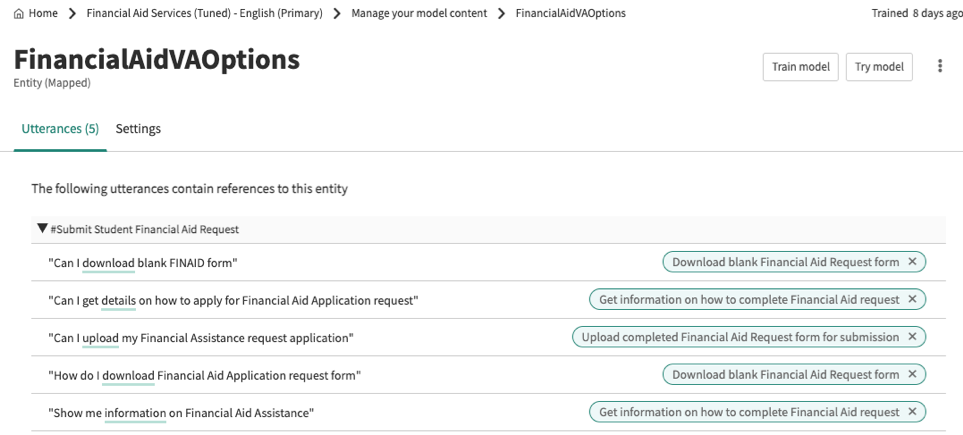 Home > Financial Aid Services (Tuned) - English (Primary) > Manage your model content > FinancialAidVAOptions Trained 8 days ago
FinancialAidVAOptions
Entity (Mapped)
Train model Try model
Utterances (5) Settings
The following utterances contain references to this entity
#Submit Student Financial Aid Request
"Can I download blank FINAID form" Download blank Financial Aid Request form
"Can I get details on how to apply for Financial Aid Application request" Get information on how to complete Financial Aid request
"Can I upload my Financial Assistance request application" Upload completed Financial Aid Request form for submission
"How do I download Financial Aid Application request form" Download blank Financial Aid Request form
"Show me information on Financial Aid Assistance" Get information on how to complete Financial Aid request